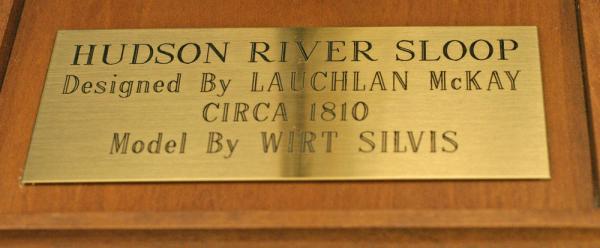 HUDSON RIVER SLOOP
Designed By LAUCHLAN McKAY
CIRCA 1810
Model By WIRT SILVIS